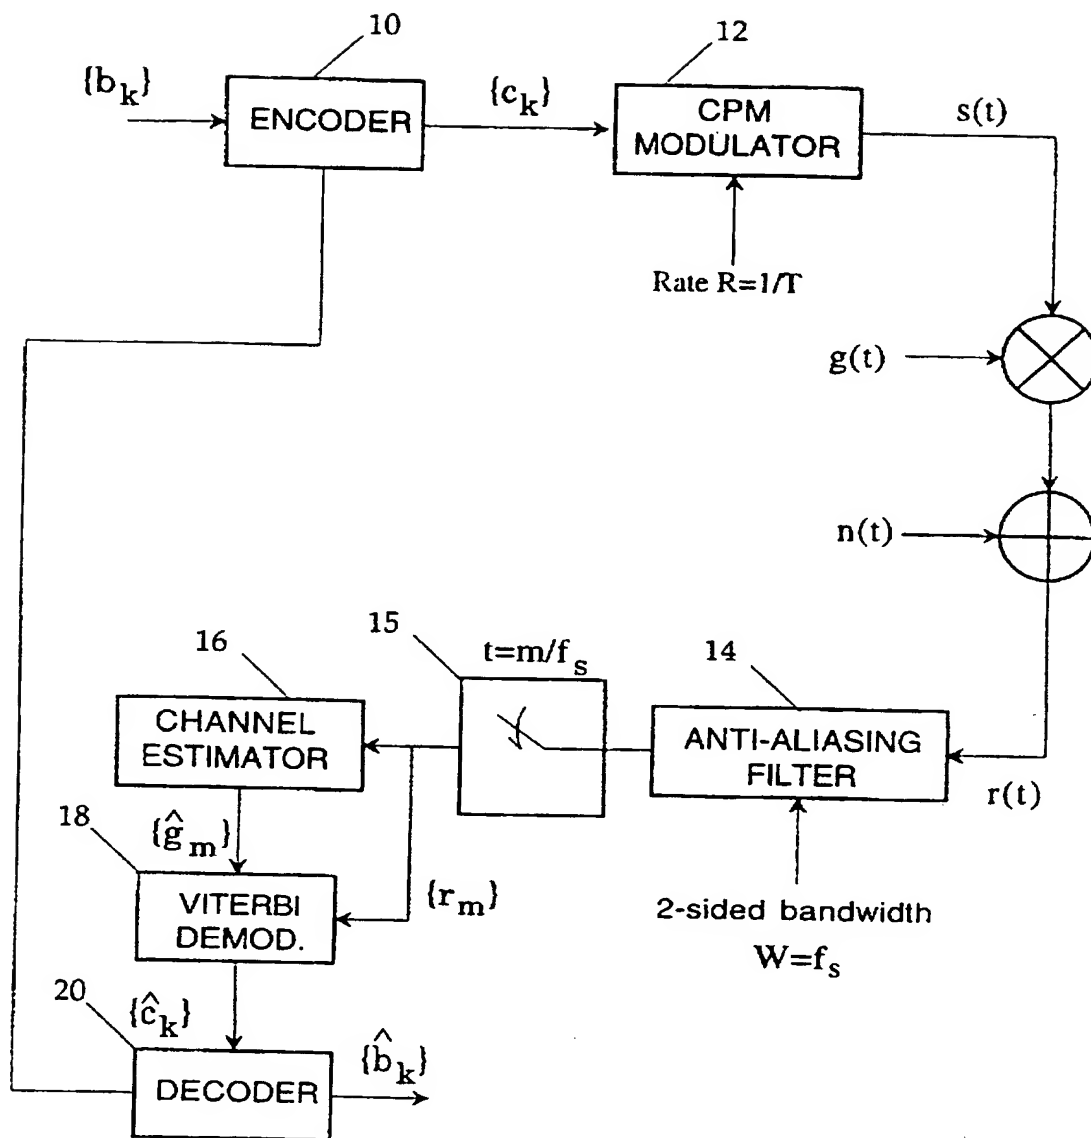 10
12
{b_k}
ENCODER
{c_k}
CPM
MODULATOR
s(t)
Rate R=1/T
g(t)
n(t)
15
t=m/f_s
16
14
CHANNEL
ESTIMATOR
ANTI-ALIASING
FILTER
r(t)
18
{ĝ_m}
{r_m}
VITERBI
DEMOD.
2-sided bandwidth
W=f_s
20
{ĉ_k}
{b̂_k}
DECODER